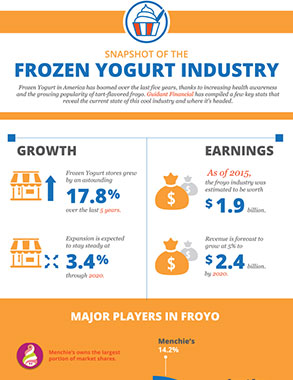 SNAPSHOT OF THE
FROZEN YOGURT INDUSTRY
Frozen Yogurt in America has boomed over the last five years, thanks to increasing health awareness
and the growing popularity of tart-flavored froyo. Guidant Financial has compiled a few key stats that
reveal the current state of this cool industry and where it's headed.
GROWTH
Frozen Yogurt stores grew
by an astounding
17.8%
over the last 5 years.
Expansion is expected
to stay steady at
3.4%
through 2020.
EARNINGS
As of 2015,
the froyo industry was
estimated to be worth
$1.9 billion.
Revenue is forecast to
grow at 5% to
$2.4 billion
by 2020.
MAJOR PLAYERS IN FROYO
Menchie's owns the largest
portion of market shares.
Menchie's
14.2%